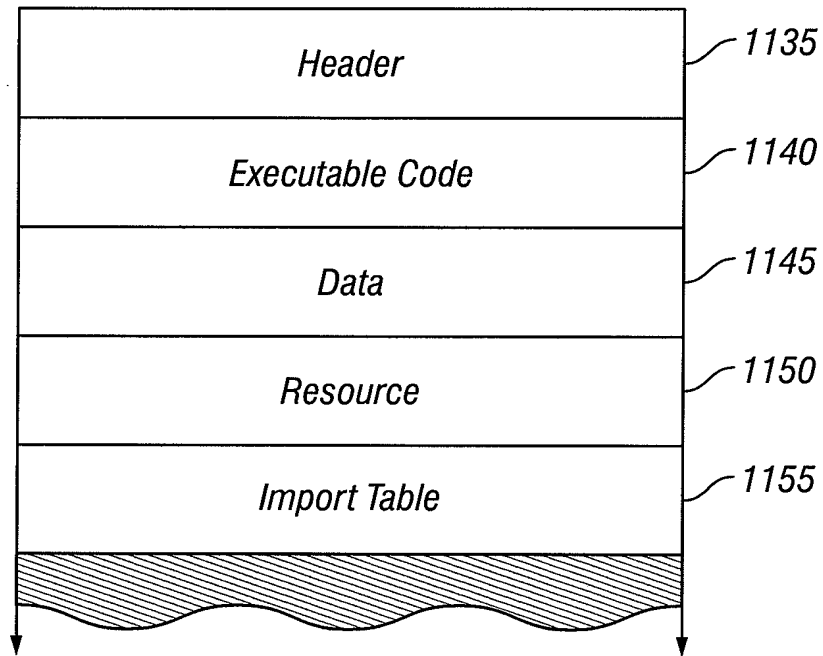 Header
1135
Executable Code
1140
Data
1145
Resource
1150
Import Table
1155